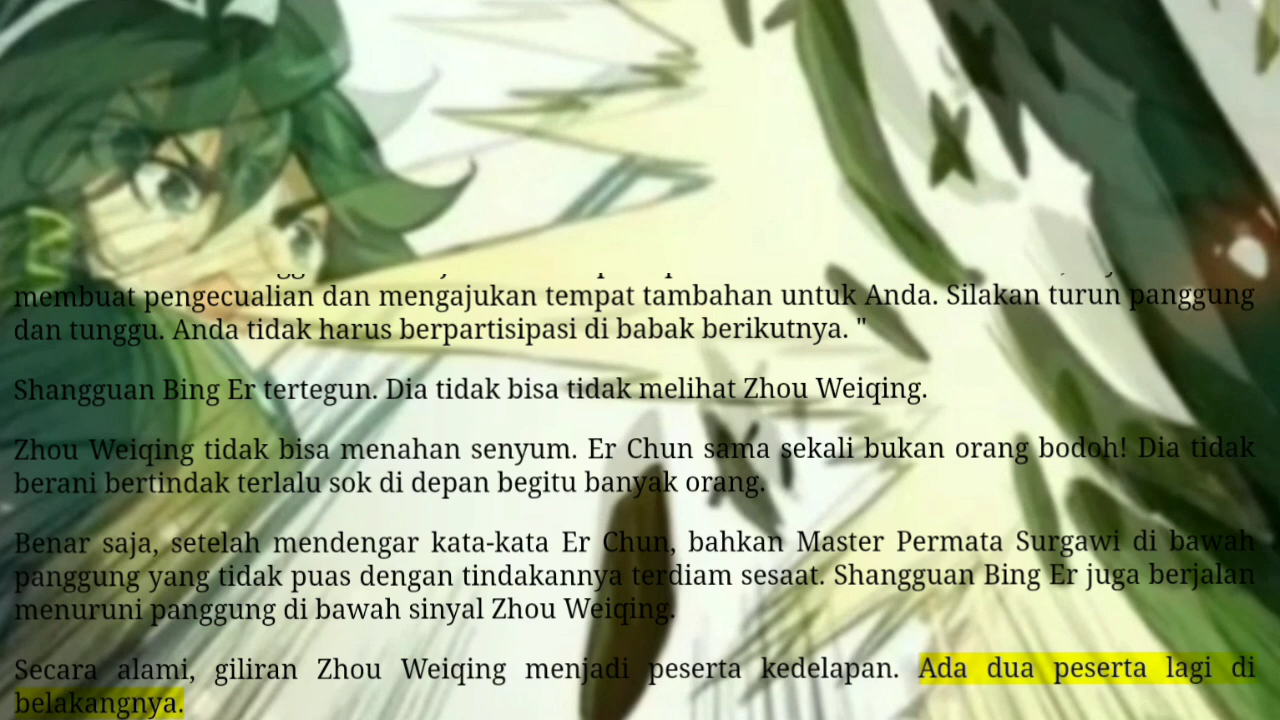 membuat pengecualian dan mengajukan tempat tambahan untuk Anda. Silakan turun panggung
dan tunggu. Anda tidak harus berpartisipasi di babak berikutnya. "
Shangguan Bing Er tertegun. Dia tidak bisa tidak melihat Zhou Weiqing.
Zhou Weiqing tidak bisa menahan senyum. Er Chun sama sekali bukan orang bodoh! Dia tidak
berani bertindak terlalu sok di depan begitu banyak orang.
Benar saja, setelah mendengar kata-kata Er Chun, bahkan Master Permata Surgawi di bawah
panggung yang tidak puas dengan tindakannya terdiam sesaat. Shangguan Bing Er juga berjalan
menuruni panggung di bawah sinyal Zhou Weiqing.
Secara alami, giliran Zhou Weiqing menjadi peserta kedelapan. Ada dua peserta lagi di
belakangnya.